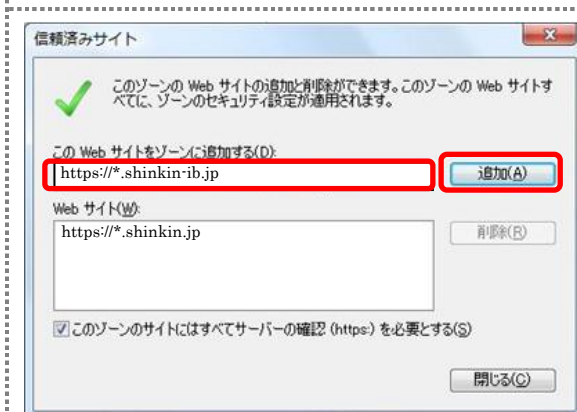 信頼済みサイト
このゾーンの Web サイトの追加と削除ができます。このゾーンの Web サイトす
べてに、ゾーンのセキュリティ設定が適用されます。
この Web サイトをゾーンに追加する(D):
https://*.shinkin-ib.jp
追加(A)
Web サイト(W):
https://*.shinkin.jp
削除(R)
このゾーンのサイトにはすべてサーバーの確認 (https:) を必要とする(S)
閉じる(C)